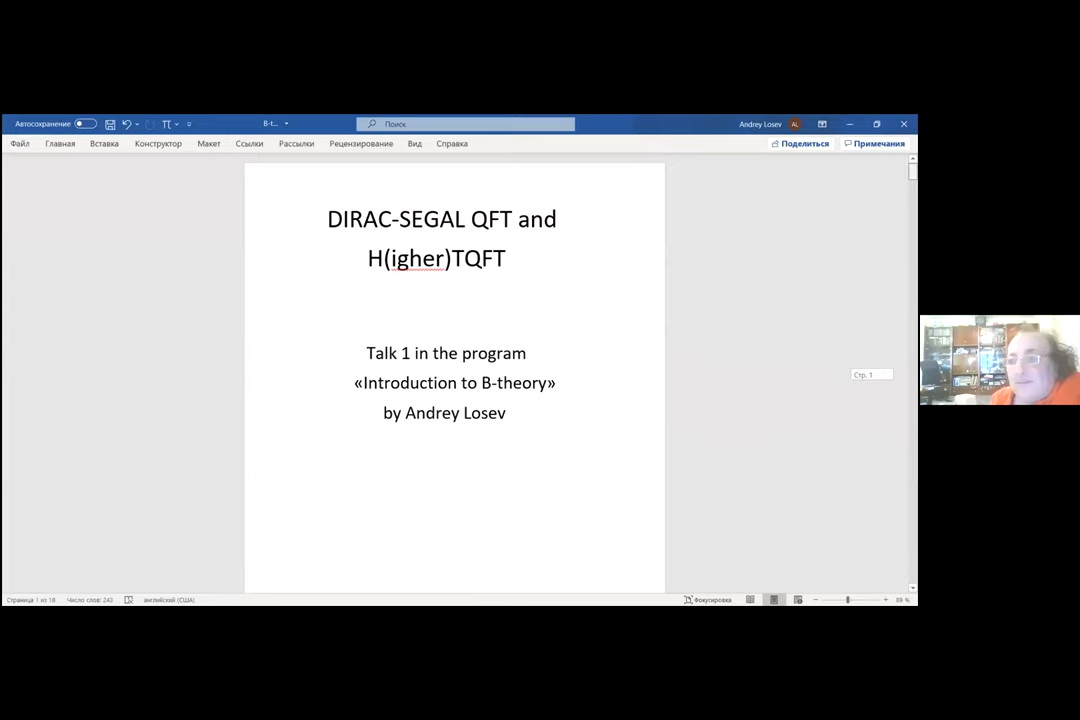 Автосохранение
B-t...
Поиск
Andrey Losev
AL
Файл Главная Вставка Конструктор Макет Ссылки Рассылки Рецензирование Вид Справка
Поделиться
Примечания
DIRAC-SEGAL QFT and
H(igher)TQFT
Talk 1 in the program
«Introduction to B-theory»
by Andrey Losev
Стр. 1
Страница 1 из 18 Число слов: 243 английский (США)
Фокусировка
89 %